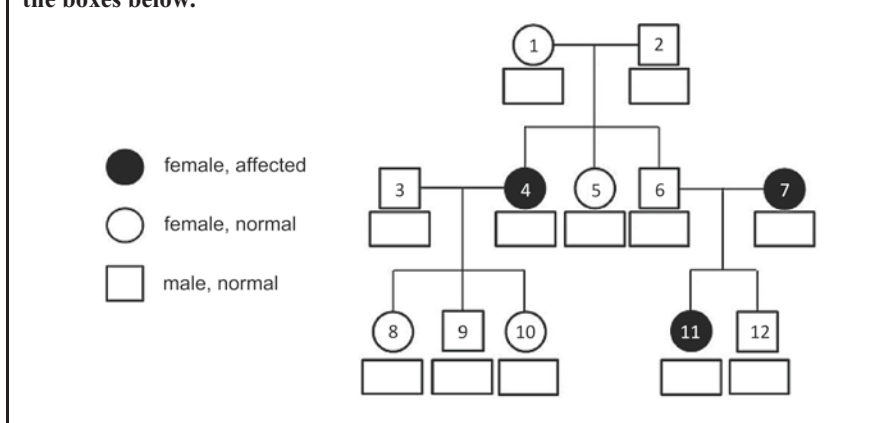 the boxes below.
1 2
female, affected
3 4 5 6 7
female, normal
male, normal
8 9 10 11 12